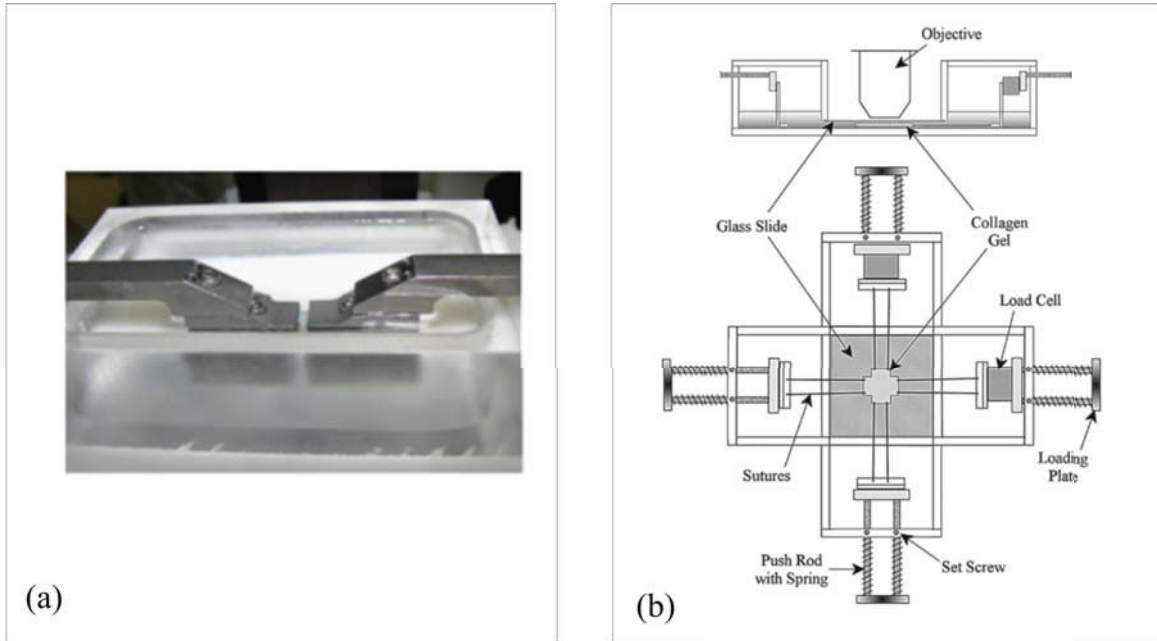 Objective
Glass Slide
Collagen
Gel
Load Cell
Sutures
Loading
Plate
Push Rod
with Spring
Set Screw
(a)
(b)